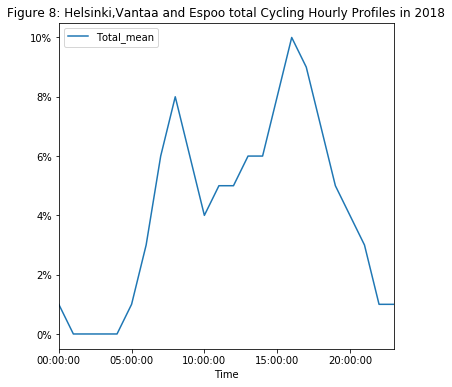 Figure 8: Helsinki,Vantaa and Espoo total Cycling Hourly Profiles in 2018
Total_mean
10%
8%
6%
4%
2%
0%
00:00:00 05:00:00 10:00:00 15:00:00 20:00:00
Time